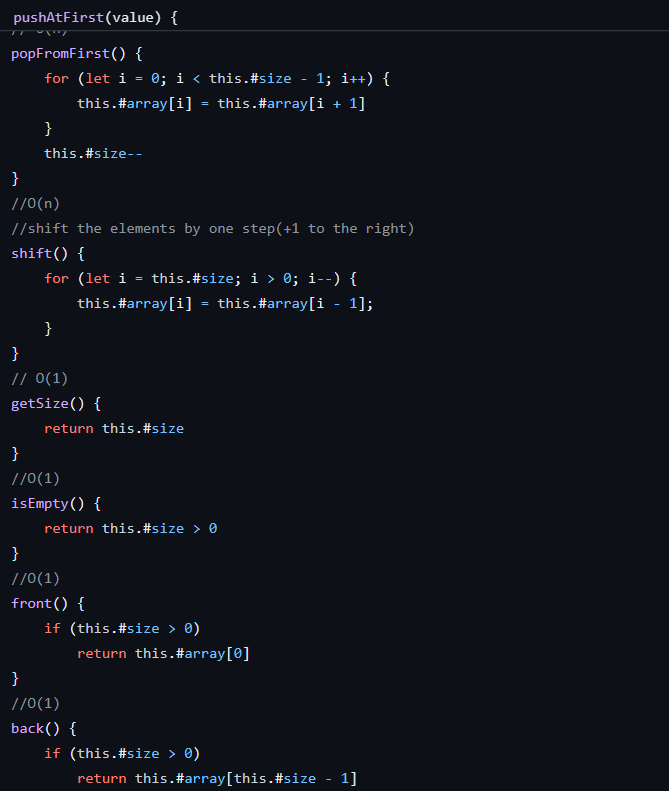 pushAtFirst(value) {
// O(n)
popFromFirst() {
    for (let i = 0; i < this.#size - 1; i++) {
        this.#array[i] = this.#array[i + 1]
    }
    this.#size--
}
//O(n)
//shift the elements by one step(+1 to the right)
shift() {
    for (let i = this.#size; i > 0; i--) {
        this.#array[i] = this.#array[i - 1];
    }
}
// O(1)
getSize() {
    return this.#size
}
//O(1)
isEmpty() {
    return this.#size > 0
}
//O(1)
front() {
    if (this.#size > 0)
        return this.#array[0]
}
//O(1)
back() {
    if (this.#size > 0)
        return this.#array[this.#size - 1]